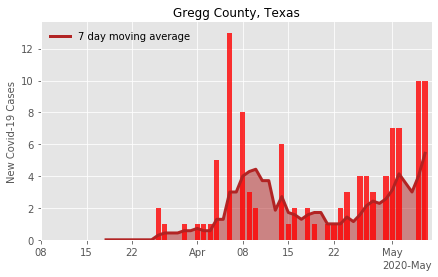 Gregg County, Texas
7 day moving average
New Covid-19 Cases
12
10
8
6
4
2
0
08 15 22 Apr 08 15 22 May
2020-May